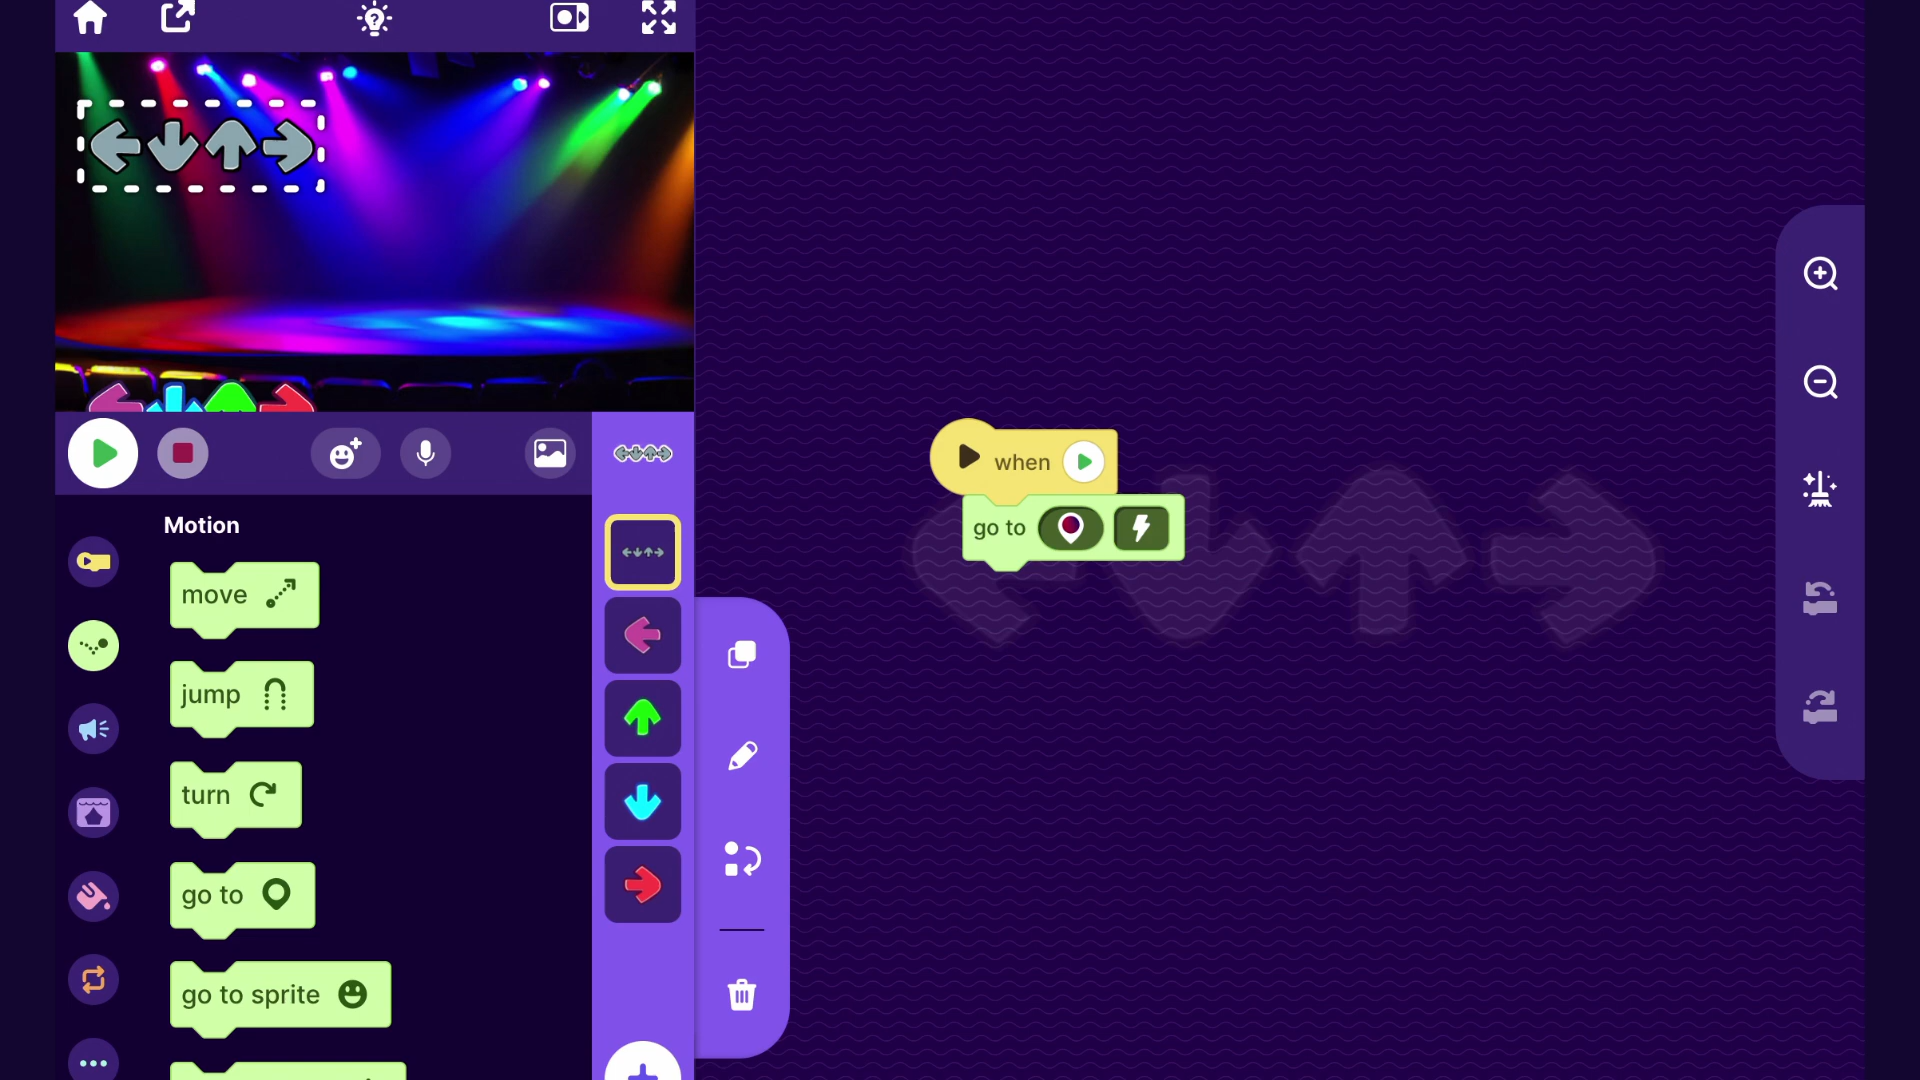 Motion
move
jump
turn
go to
go to sprite
when
go to